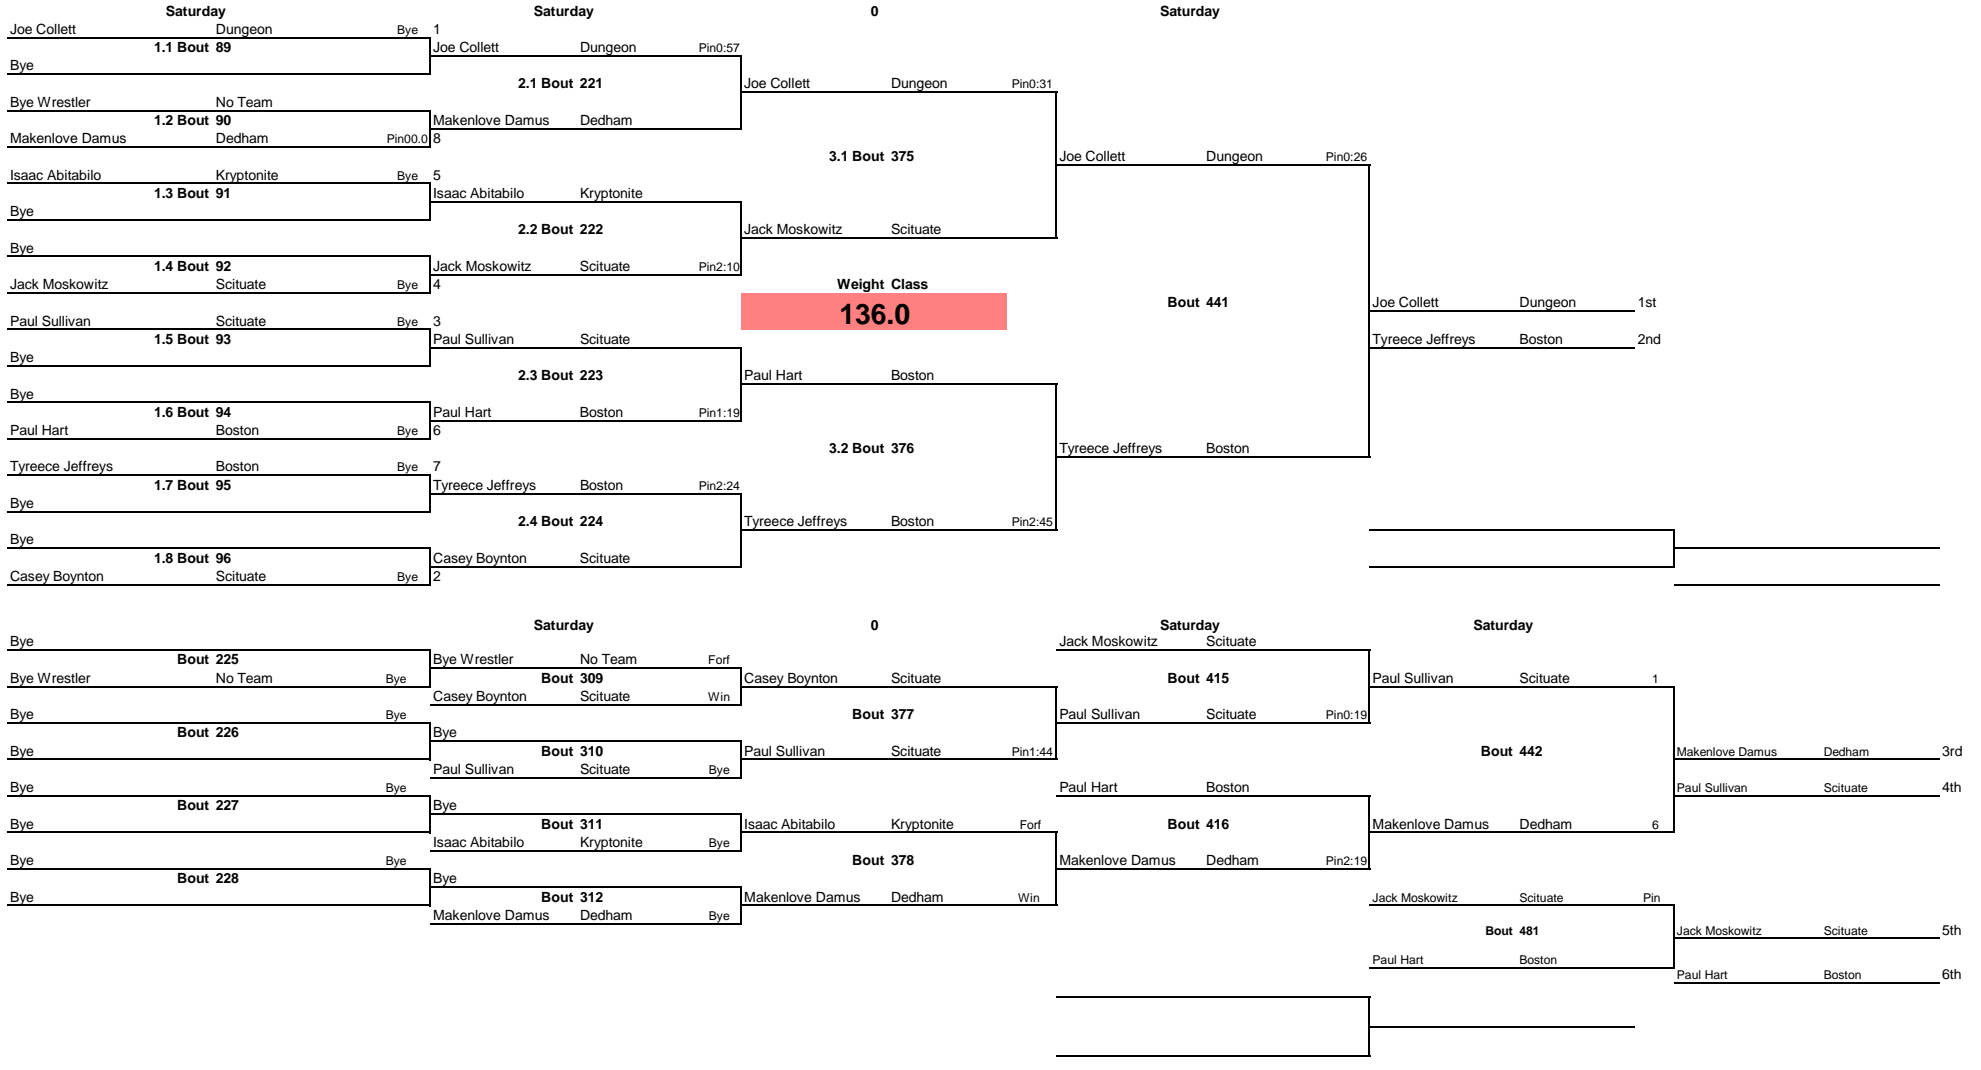 Saturday Saturday 0 Saturday
Joe Collett Dungeon Bye 1
1.1 Bout 89 Joe Collett Dungeon Pin0:57
Bye
2.1 Bout 221 Joe Collett Dungeon Pin0:31
Bye Wrestler No Team
1.2 Bout 90 Makenlove Damus Dedham
Makenlove Damus Dedham Pin00.0 8
3.1 Bout 375 Joe Collett Dungeon Pin0:26
Isaac Abitabilo Kryptonite Bye 5
1.3 Bout 91 Isaac Abitabilo Kryptonite
Bye
2.2 Bout 222 Jack Moskowitz Scituate
Bye
1.4 Bout 92 Jack Moskowitz Scituate Pin2:10
Jack Moskowitz Scituate Bye 4 Weight Class
Bout 441 Joe Collett Dungeon 1st
136.0
Paul Sullivan Scituate Bye 3
1.5 Bout 93 Paul Sullivan Scituate Tyreece Jeffreys Boston 2nd
Bye
2.3 Bout 223 Paul Hart Boston
Bye
1.6 Bout 94 Paul Hart Boston Pin1:19
Paul Hart Boston Bye 6
3.2 Bout 376 Tyreece Jeffreys Boston
Tyreece Jeffreys Boston Bye 7
1.7 Bout 95 Tyreece Jeffreys Boston Pin2:24
Bye
2.4 Bout 224 Tyreece Jeffreys Boston Pin2:45
Bye
1.8 Bout 96 Casey Boynton Scituate
Casey Boynton Scituate Bye 2
Saturday 0 Saturday Saturday
Bye Jack Moskowitz Scituate
Bout 225 Bye Wrestler No Team Forf
Bye Wrestler No Team Bye Bout 309 Casey Boynton Scituate Bout 415 Paul Sullivan Scituate 1
Casey Boynton Scituate Win
Bye Bye Bout 377 Paul Sullivan Scituate Pin0:19
Bout 226 Bye
Bye Bout 310 Paul Sullivan Scituate Pin1:44 Bout 442 Makenlove Damus Dedham 3rd
Paul Sullivan Scituate Bye
Bye Bye Paul Hart Boston Paul Sullivan Scituate 4th
Bout 227 Bye
Bye Bout 311 Isaac Abitabilo Kryptonite Forf Bout 416 Makenlove Damus Dedham 6
Isaac Abitabilo Kryptonite Bye
Bye Bye Bout 378 Makenlove Damus Dedham Pin2:19
Bout 228 Bye
Bye Bout 312 Makenlove Damus Dedham Win Jack Moskowitz Scituate Pin
Makenlove Damus Dedham Bye
Bout 481 Jack Moskowitz Scituate 5th
Paul Hart Boston
Paul Hart Boston 6th